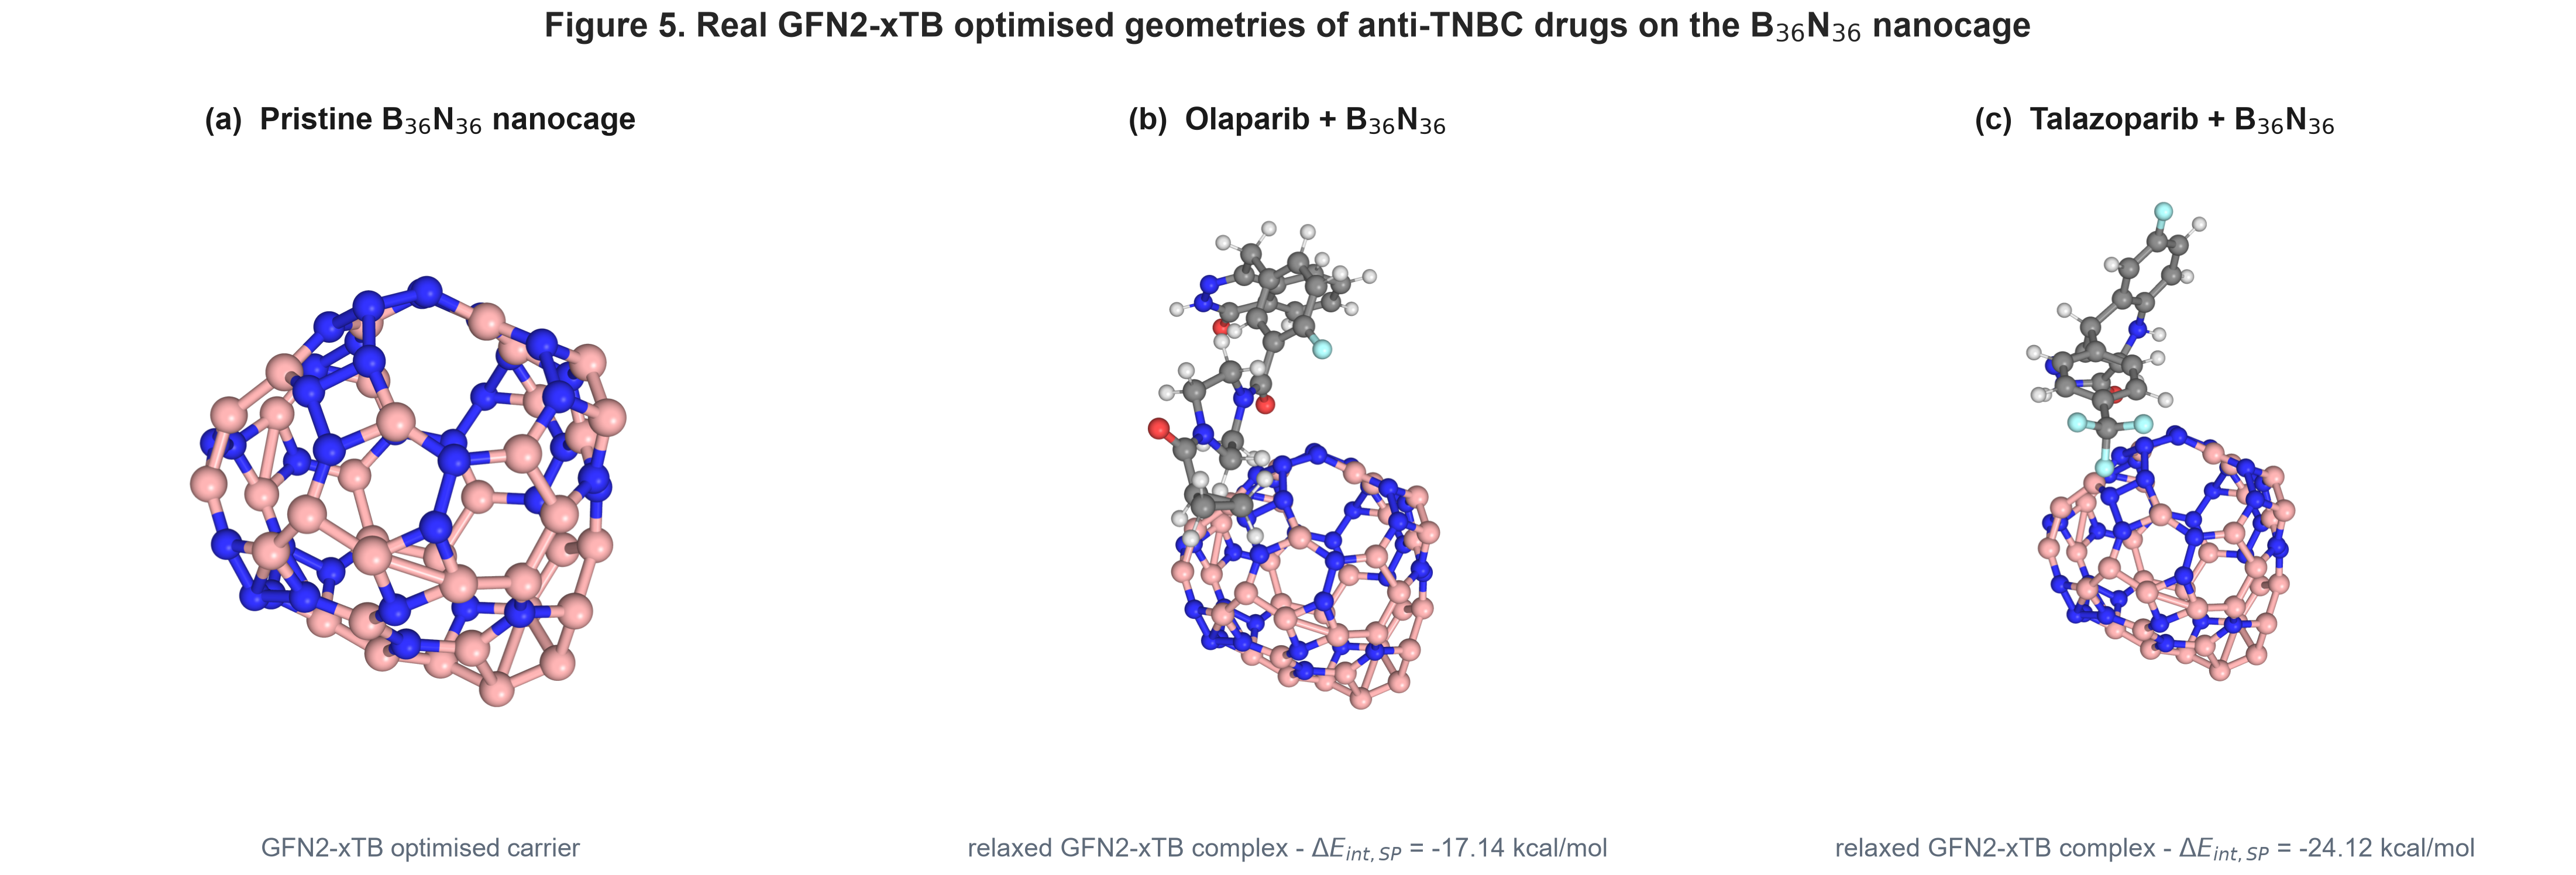 Figure 5. Real GFN2-xTB optimised geometries of anti-TNBC drugs on the B₃₆N₃₆ nanocage
(a) Pristine B₃₆N₃₆ nanocage
(b) Olaparib + B₃₆N₃₆
(c) Talazoparib + B₃₆N₃₆
GFN2-xTB optimised carrier
relaxed GFN2-xTB complex - ΔE_int,SP = -17.14 kcal/mol
relaxed GFN2-xTB complex - ΔE_int,SP = -24.12 kcal/mol